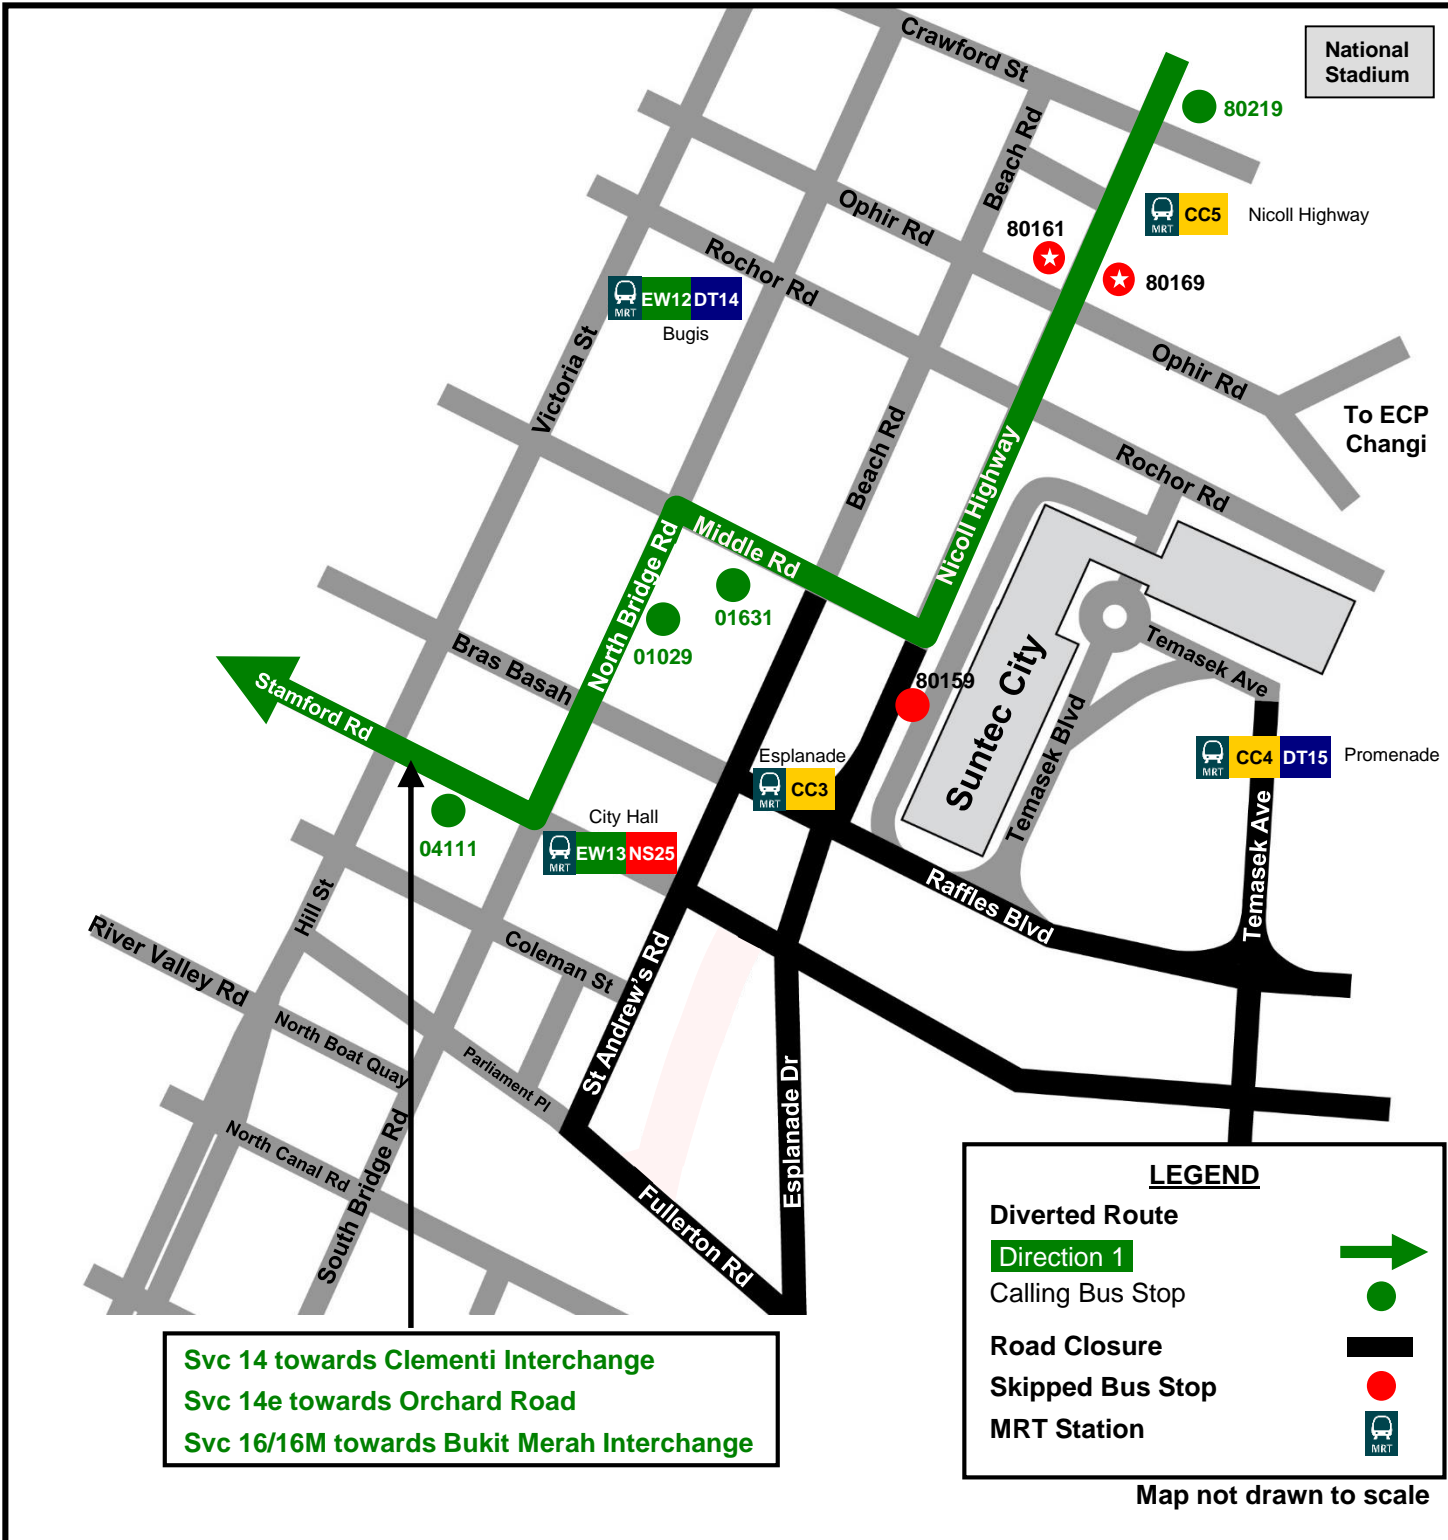 Crawford St
National
Stadium
80219
Beach Rd
Ophir Rd
MRT CC5 Nicoll Highway
80161
80169
Rochor Rd
MRT EW12 DT14
Bugis
Victoria St
Ophir Rd
To ECP
Changi
Beach Rd
Nicoll Highway
Rochor Rd
Middle Rd
North Bridge Rd
01631
01029
Bras Basah
Stamford Rd
80159
Suntec City
Temasek Ave
Temasek Blvd
Esplanade
MRT CC3
MRT CC4 DT15 Promenade
Temasek Ave
City Hall
MRT EW13 NS25
04111
Raffles Blvd
Hill St
River Valley Rd
Coleman St
St Andrew's Rd
North Boat Quay
Parliament Pl
Esplanade Dr
North Canal Rd
South Bridge Rd
Fullerton Rd
LEGEND
Diverted Route
Direction 1
Calling Bus Stop
Road Closure
Skipped Bus Stop
MRT Station
MRT
Svc 14 towards Clementi Interchange
Svc 14e towards Orchard Road
Svc 16/16M towards Bukit Merah Interchange
Map not drawn to scale